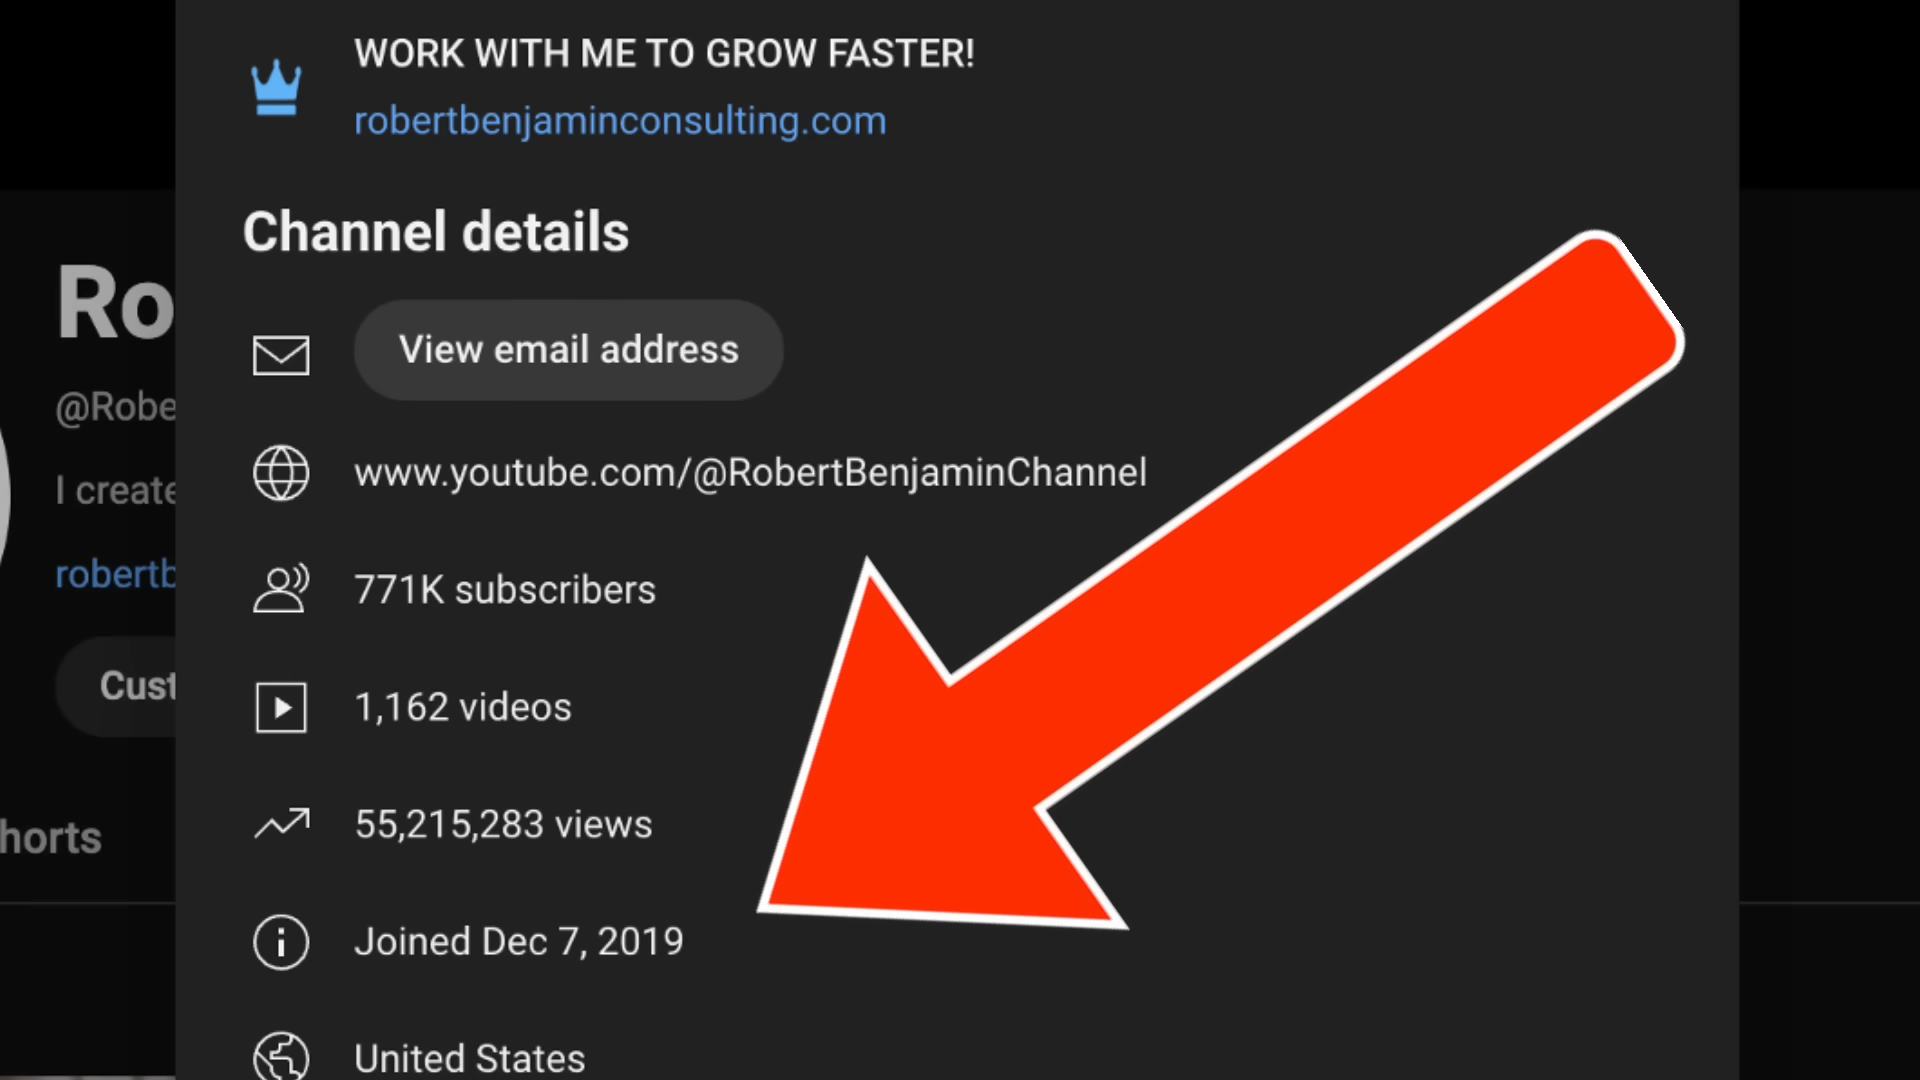 WORK WITH ME TO GROW FASTER!
robertbenjaminconsulting.com
Channel details
Ro
@Robe
View email address
www.youtube.com/@RobertBenjaminChannel
I create
robertb
771K subscribers
Cust
1,162 videos
horts
55,215,283 views
Joined Dec 7, 2019
United States